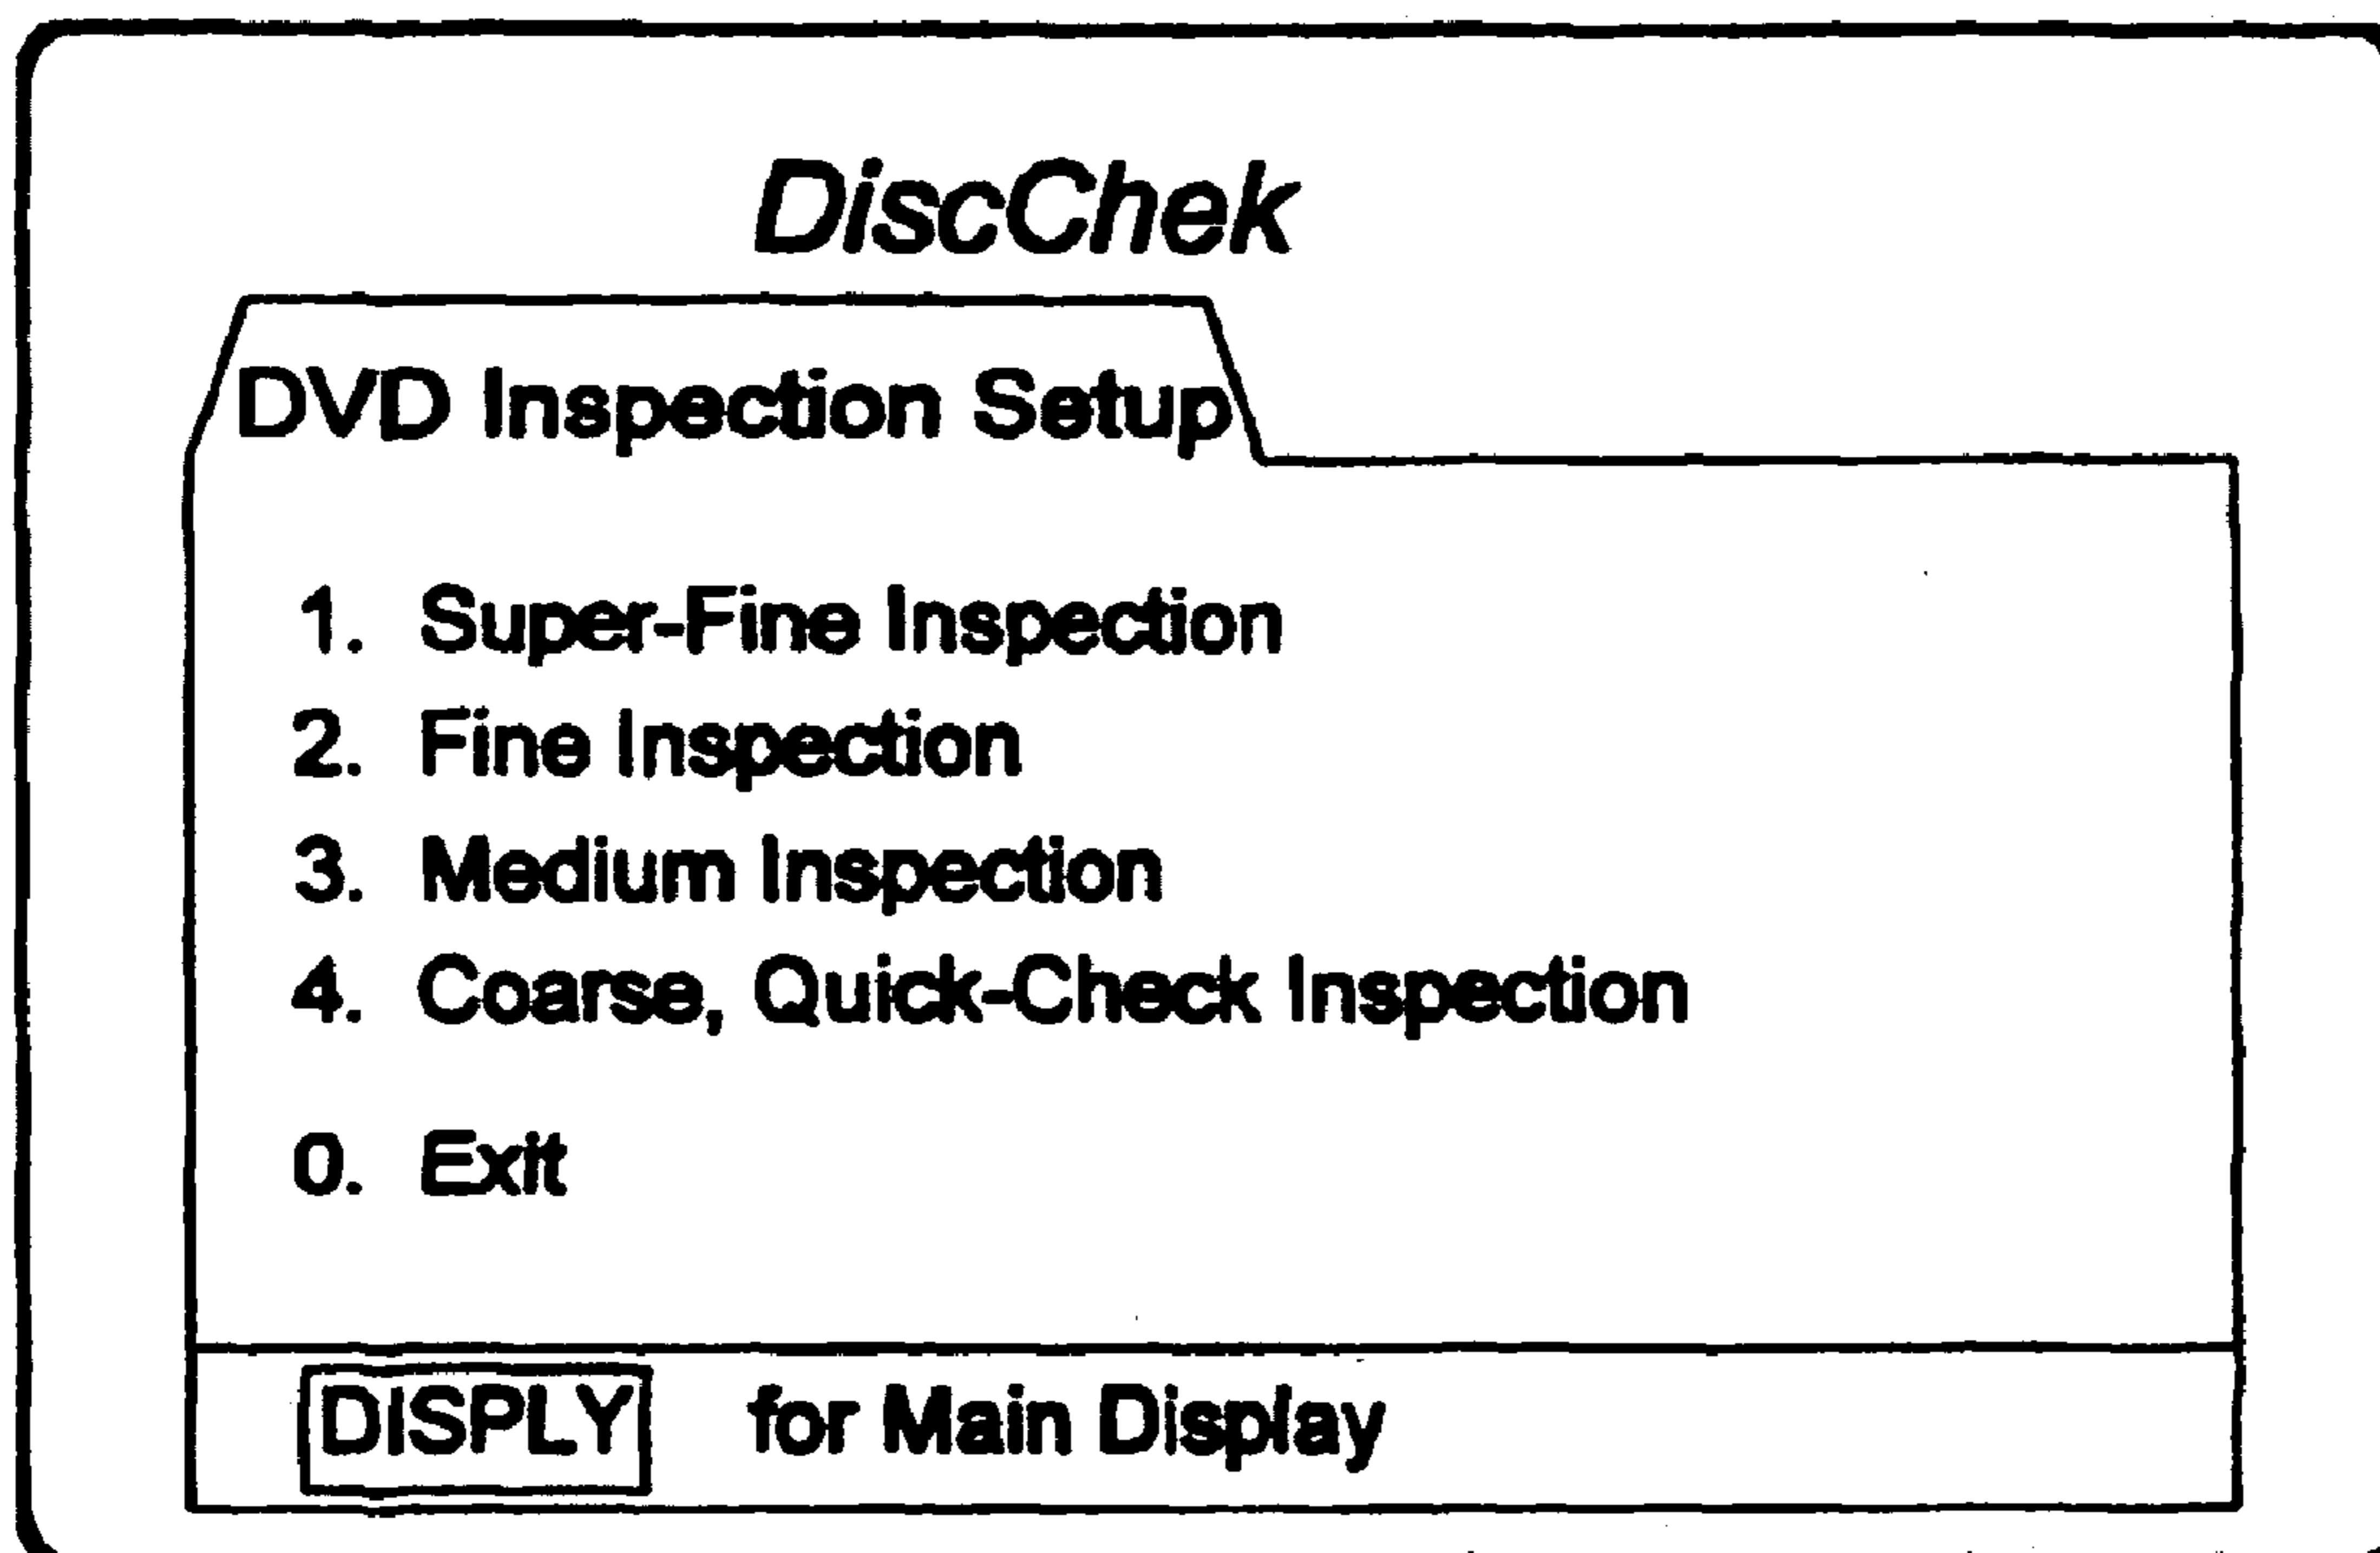 DiscChek
DVD Inspection Setup
1. Super-Fine Inspection
2. Fine Inspection
3. Medium Inspection
4. Coarse, Quick-Check Inspection
0. Exit
DISPLY for Main Display